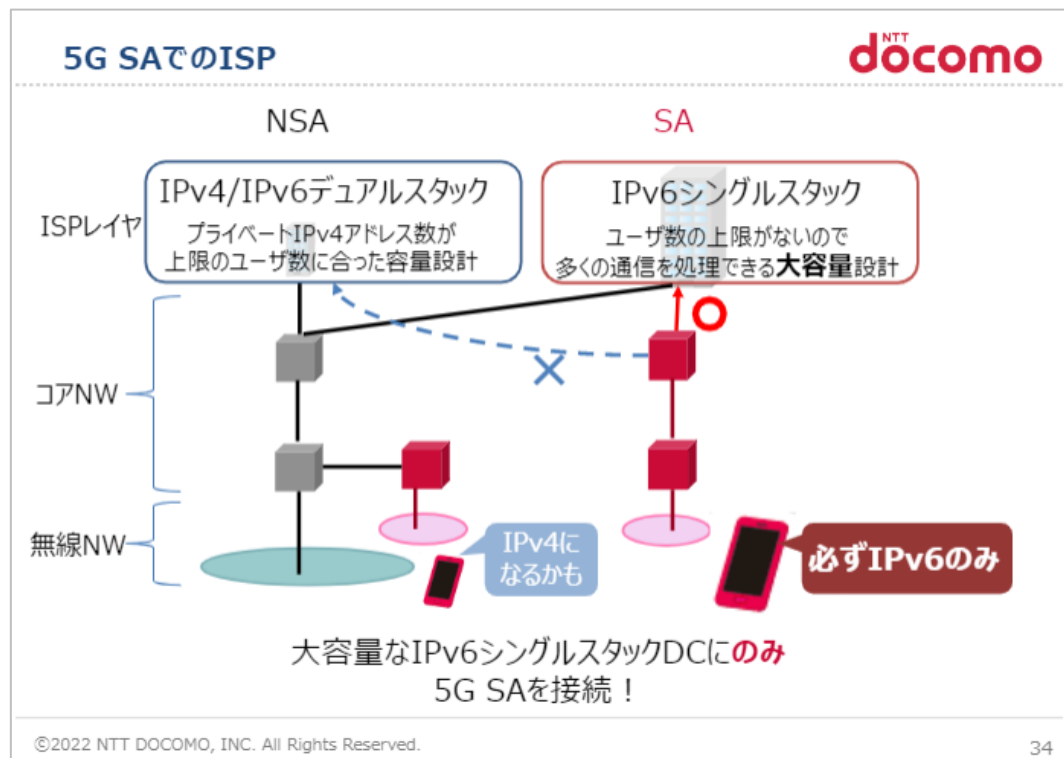 5G SAでのISP
NTT
döcomo
NSA
SA
ISPレイヤ
IPv4/IPv6デュアルスタック
プライベートIPv4アドレス数が
上限のユーザ数に合った容量設計
IPv6シングルスタック
ユーザ数の上限がないので
多くの通信を処理できる大容量設計
コアNW
無線NW
IPv4に
なるかも
必ずIPv6のみ
大容量なIPv6シングルスタックDCにのみ
5G SAを接続！
©2022 NTT DOCOMO, INC. All Rights Reserved.
34